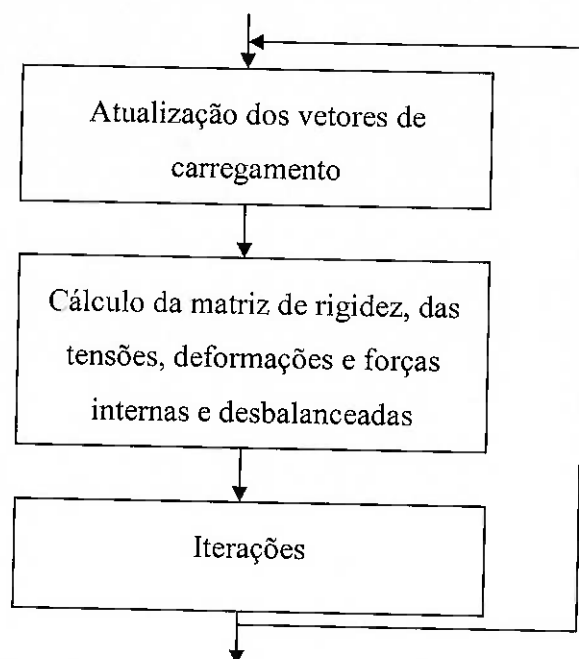 Atualização dos vetores de
carregamento
Cálculo da matriz de rigidez, das
tensões, deformações e forças
internas e desbalanceadas
Iterações